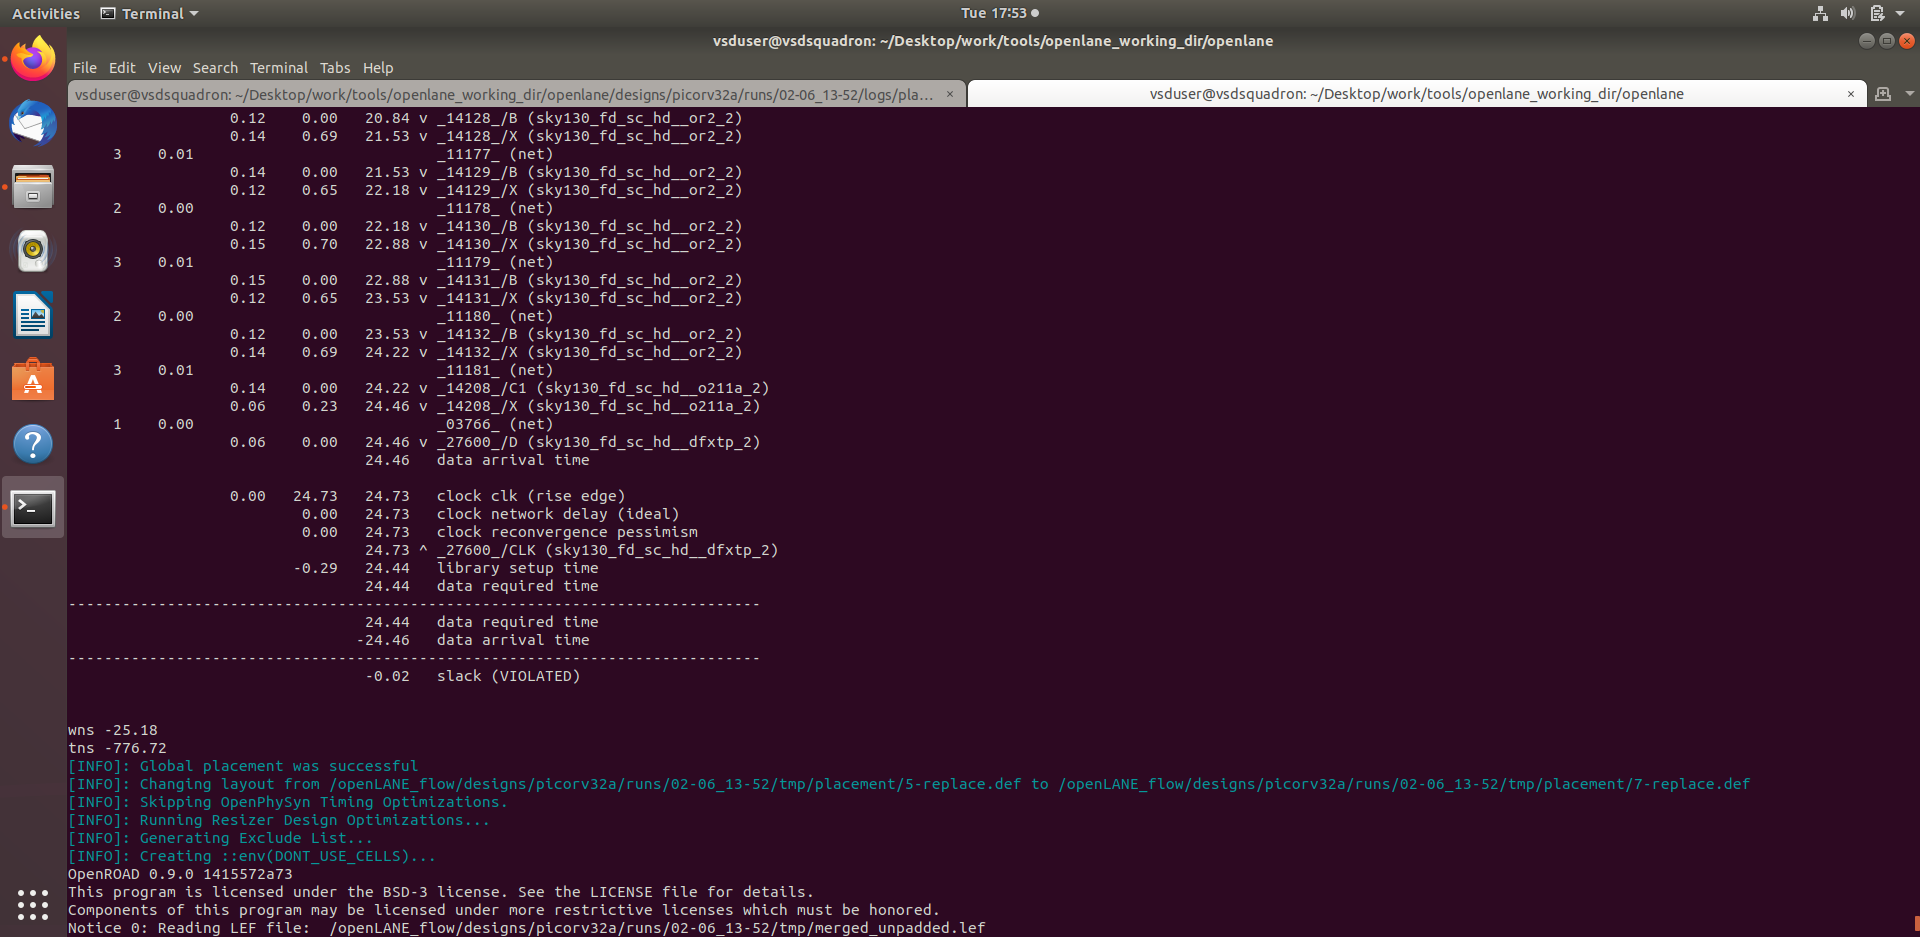 Activities Terminal Tue 17:53
vsduser@vsdsquadron: ~/Desktop/work/tools/openlane_working_dir/openlane
File Edit View Search Terminal Tabs Help
vsduser@vsdsquadron: ~/Desktop/work/tools/openlane_working_dir/openlane/designs/picorv32a/runs/02-06_13-52/logs/pla... × vsduser@vsdsquadron: ~/Desktop/work/tools/openlane_working_dir/openlane ×
0.12 0.00 20.84 v _14128_/B (sky130_fd_sc_hd__or2_2)
0.14 0.69 21.53 v _14128_/X (sky130_fd_sc_hd__or2_2)
3 0.01 _11177_ (net)
0.14 0.00 21.53 v _14129_/B (sky130_fd_sc_hd__or2_2)
0.12 0.65 22.18 v _14129_/X (sky130_fd_sc_hd__or2_2)
2 0.00 _11178_ (net)
0.12 0.00 22.18 v _14130_/B (sky130_fd_sc_hd__or2_2)
0.15 0.70 22.88 v _14130_/X (sky130_fd_sc_hd__or2_2)
3 0.01 _11179_ (net)
0.15 0.00 22.88 v _14131_/B (sky130_fd_sc_hd__or2_2)
0.12 0.65 23.53 v _14131_/X (sky130_fd_sc_hd__or2_2)
2 0.00 _11180_ (net)
0.12 0.00 23.53 v _14132_/B (sky130_fd_sc_hd__or2_2)
0.14 0.69 24.22 v _14132_/X (sky130_fd_sc_hd__or2_2)
3 0.01 _11181_ (net)
0.14 0.00 24.22 v _14208_/C1 (sky130_fd_sc_hd__o211a_2)
0.06 0.23 24.46 v _14208_/X (sky130_fd_sc_hd__o211a_2)
1 0.00 _03766_ (net)
0.06 0.00 24.46 v _27600_/D (sky130_fd_sc_hd__dfxtp_2)
24.46 data arrival time
0.00 24.73 24.73 clock clk (rise edge)
0.00 24.73 clock network delay (ideal)
0.00 24.73 clock reconvergence pessimism
24.73 ^ _27600_/CLK (sky130_fd_sc_hd__dfxtp_2)
-0.29 24.44 library setup time
24.44 data required time
-----------------------------------------------------------------------------
24.44 data required time
-24.46 data arrival time
-----------------------------------------------------------------------------
-0.02 slack (VIOLATED)
wns -25.18
tns -776.72
[INFO]: Global placement was successful
[INFO]: Changing layout from /openLANE_flow/designs/picorv32a/runs/02-06_13-52/tmp/placement/5-replace.def to /openLANE_flow/designs/picorv32a/runs/02-06_13-52/tmp/placement/7-replace.def
[INFO]: Skipping OpenPhySyn Timing Optimizations.
[INFO]: Running Resizer Design Optimizations...
[INFO]: Generating Exclude List...
[INFO]: Creating ::env(DONT_USE_CELLS)...
OpenROAD 0.9.0 1415572a73
This program is licensed under the BSD-3 license. See the LICENSE file for details.
Components of this program may be licensed under more restrictive licenses which must be honored.
Notice 0: Reading LEF file:  /openLANE_flow/designs/picorv32a/runs/02-06_13-52/tmp/merged_unpadded.lef